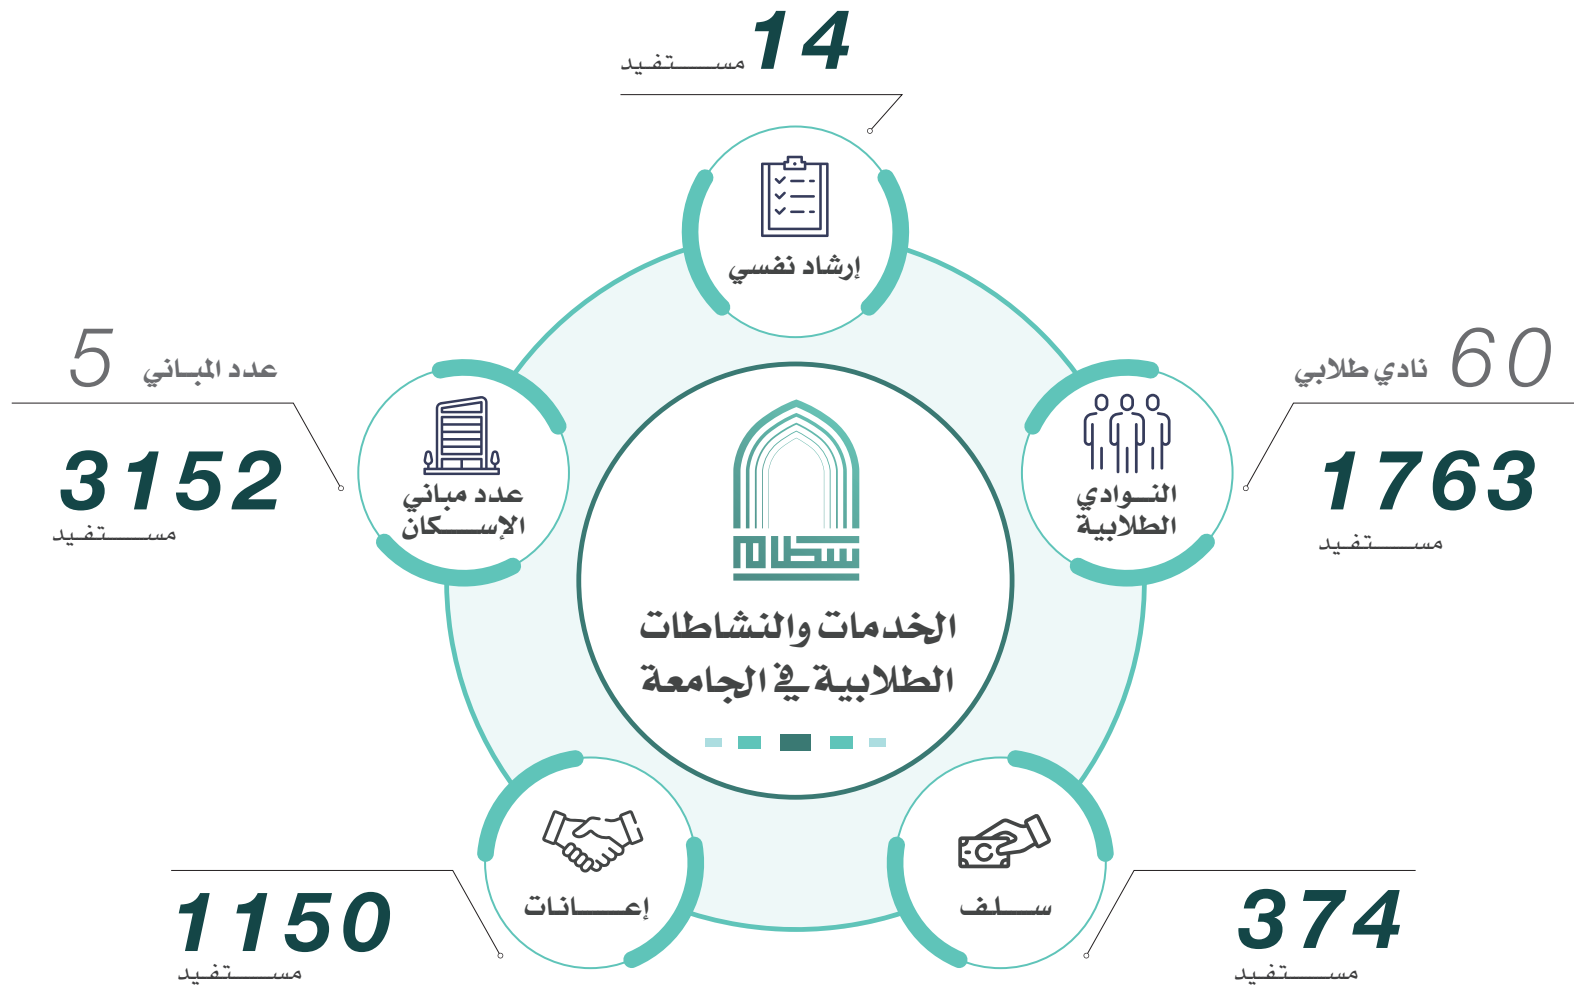 14 مستفيد
إرشاد نفسي
60 نادي طلابي
1763
مستفيد
النوادي
الطلابية
عدد المباني 5
3152
مستفيد
عدد مباني
الإسكان
سطام
الخدمات والنشاطات
الطلابية في الجامعة
سلف
374
مستفيد
إعانات
1150
مستفيد